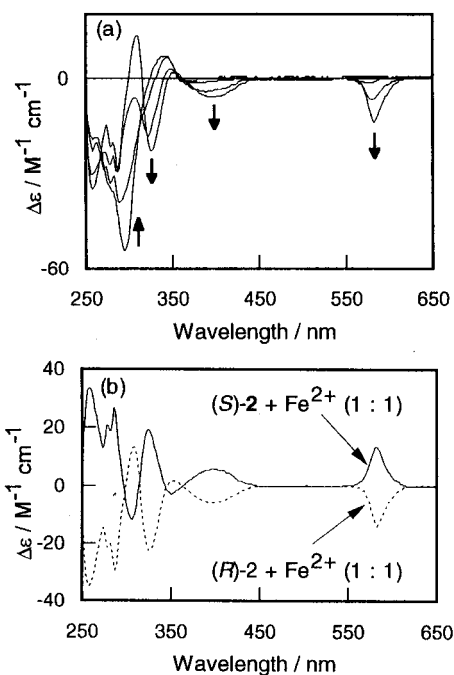 (a)
0
-60
Δε / M⁻¹ cm⁻¹
250 350 450 550 650
Wavelength / nm
(b)
40
20
0
-20
-40
Δε / M⁻¹ cm⁻¹
(S)-2 + Fe²⁺ (1 : 1)
(R)-2 + Fe²⁺ (1 : 1)
250 350 450 550 650
Wavelength / nm